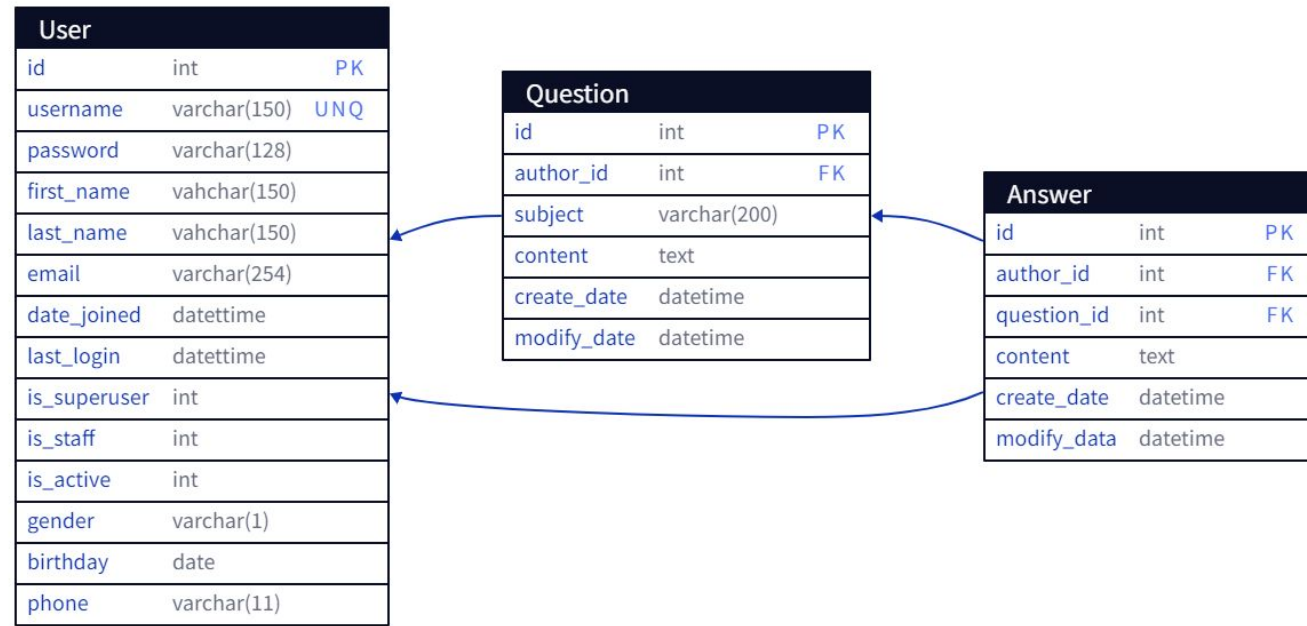 User
id int PK
username varchar(150) UNQ
password varchar(128)
first_name vahchar(150)
last_name vahchar(150)
email varchar(254)
date_joined datettime
last_login datettime
is_superuser int
is_staff int
is_active int
gender varchar(1)
birthday date
phone varchar(11)
Question
id int PK
author_id int FK
subject varchar(200)
content text
create_date datetime
modify_date datetime
Answer
id int PK
author_id int FK
question_id int FK
content text
create_date datetime
modify_data datetime